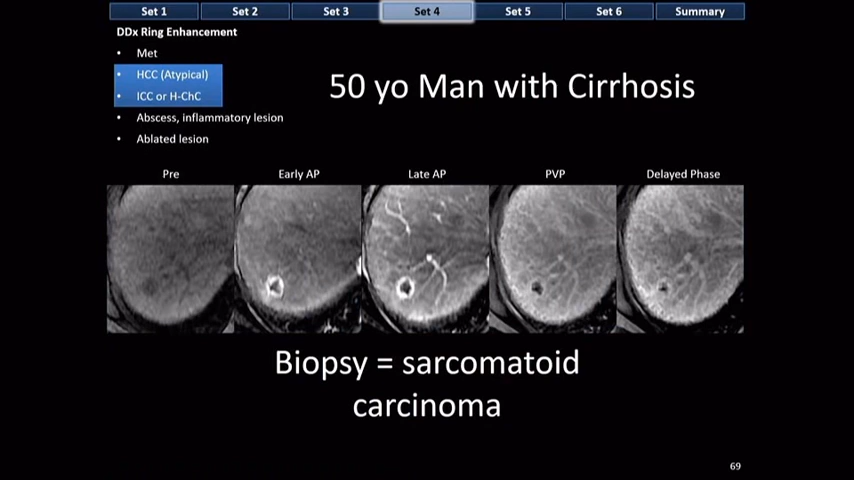 Set 1 Set 2 Set 3 Set 4 Set 5 Set 6 Summary
DDx Ring Enhancement
• Met
• HCC (Atypical)
• ICC or H-ChC
• Abscess, inflammatory lesion
• Ablated lesion
50 yo Man with Cirrhosis
Pre Early AP Late AP PVP Delayed Phase
Biopsy = sarcomatoid
carcinoma
69